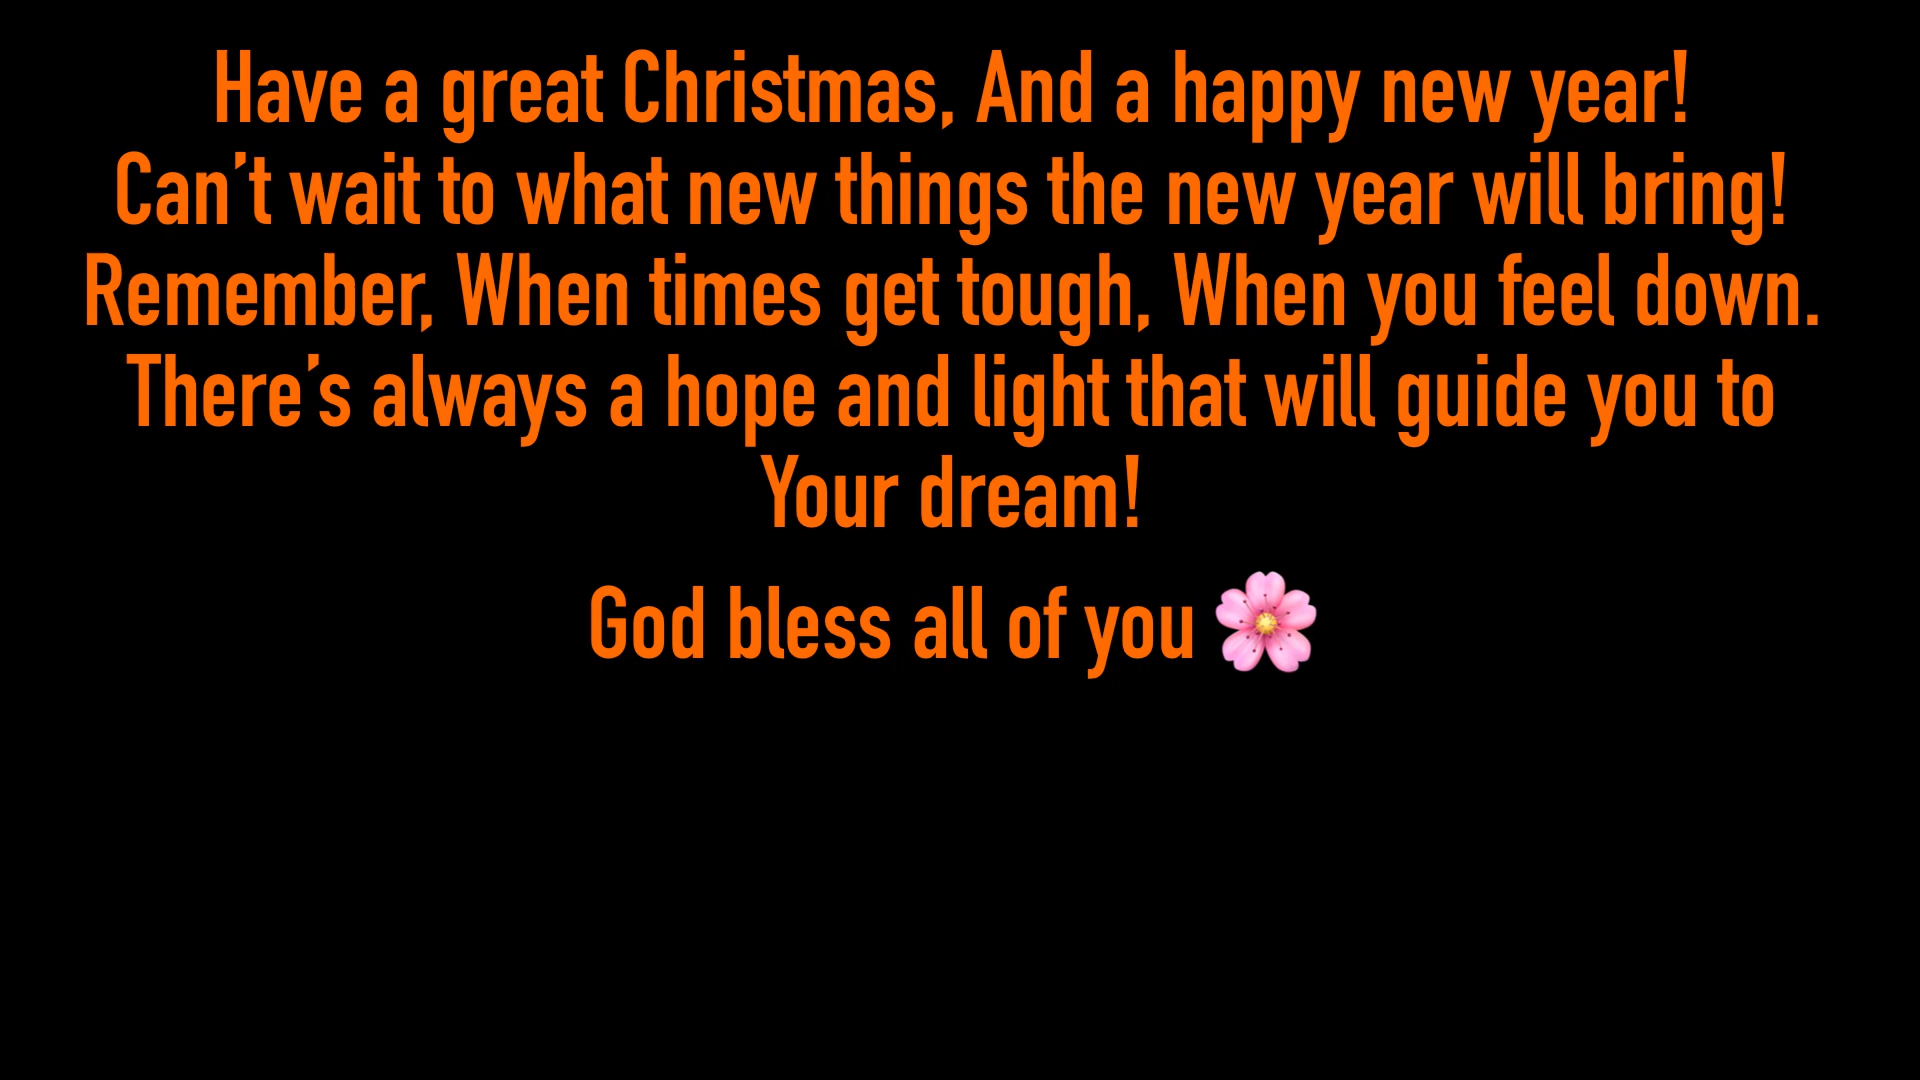 Have a great Christmas, And a happy new year!
Can’t wait to what new things the new year will bring!
Remember, When times get tough, When you feel down.
There’s always a hope and light that will guide you to
Your dream!
God bless all of you 🌸